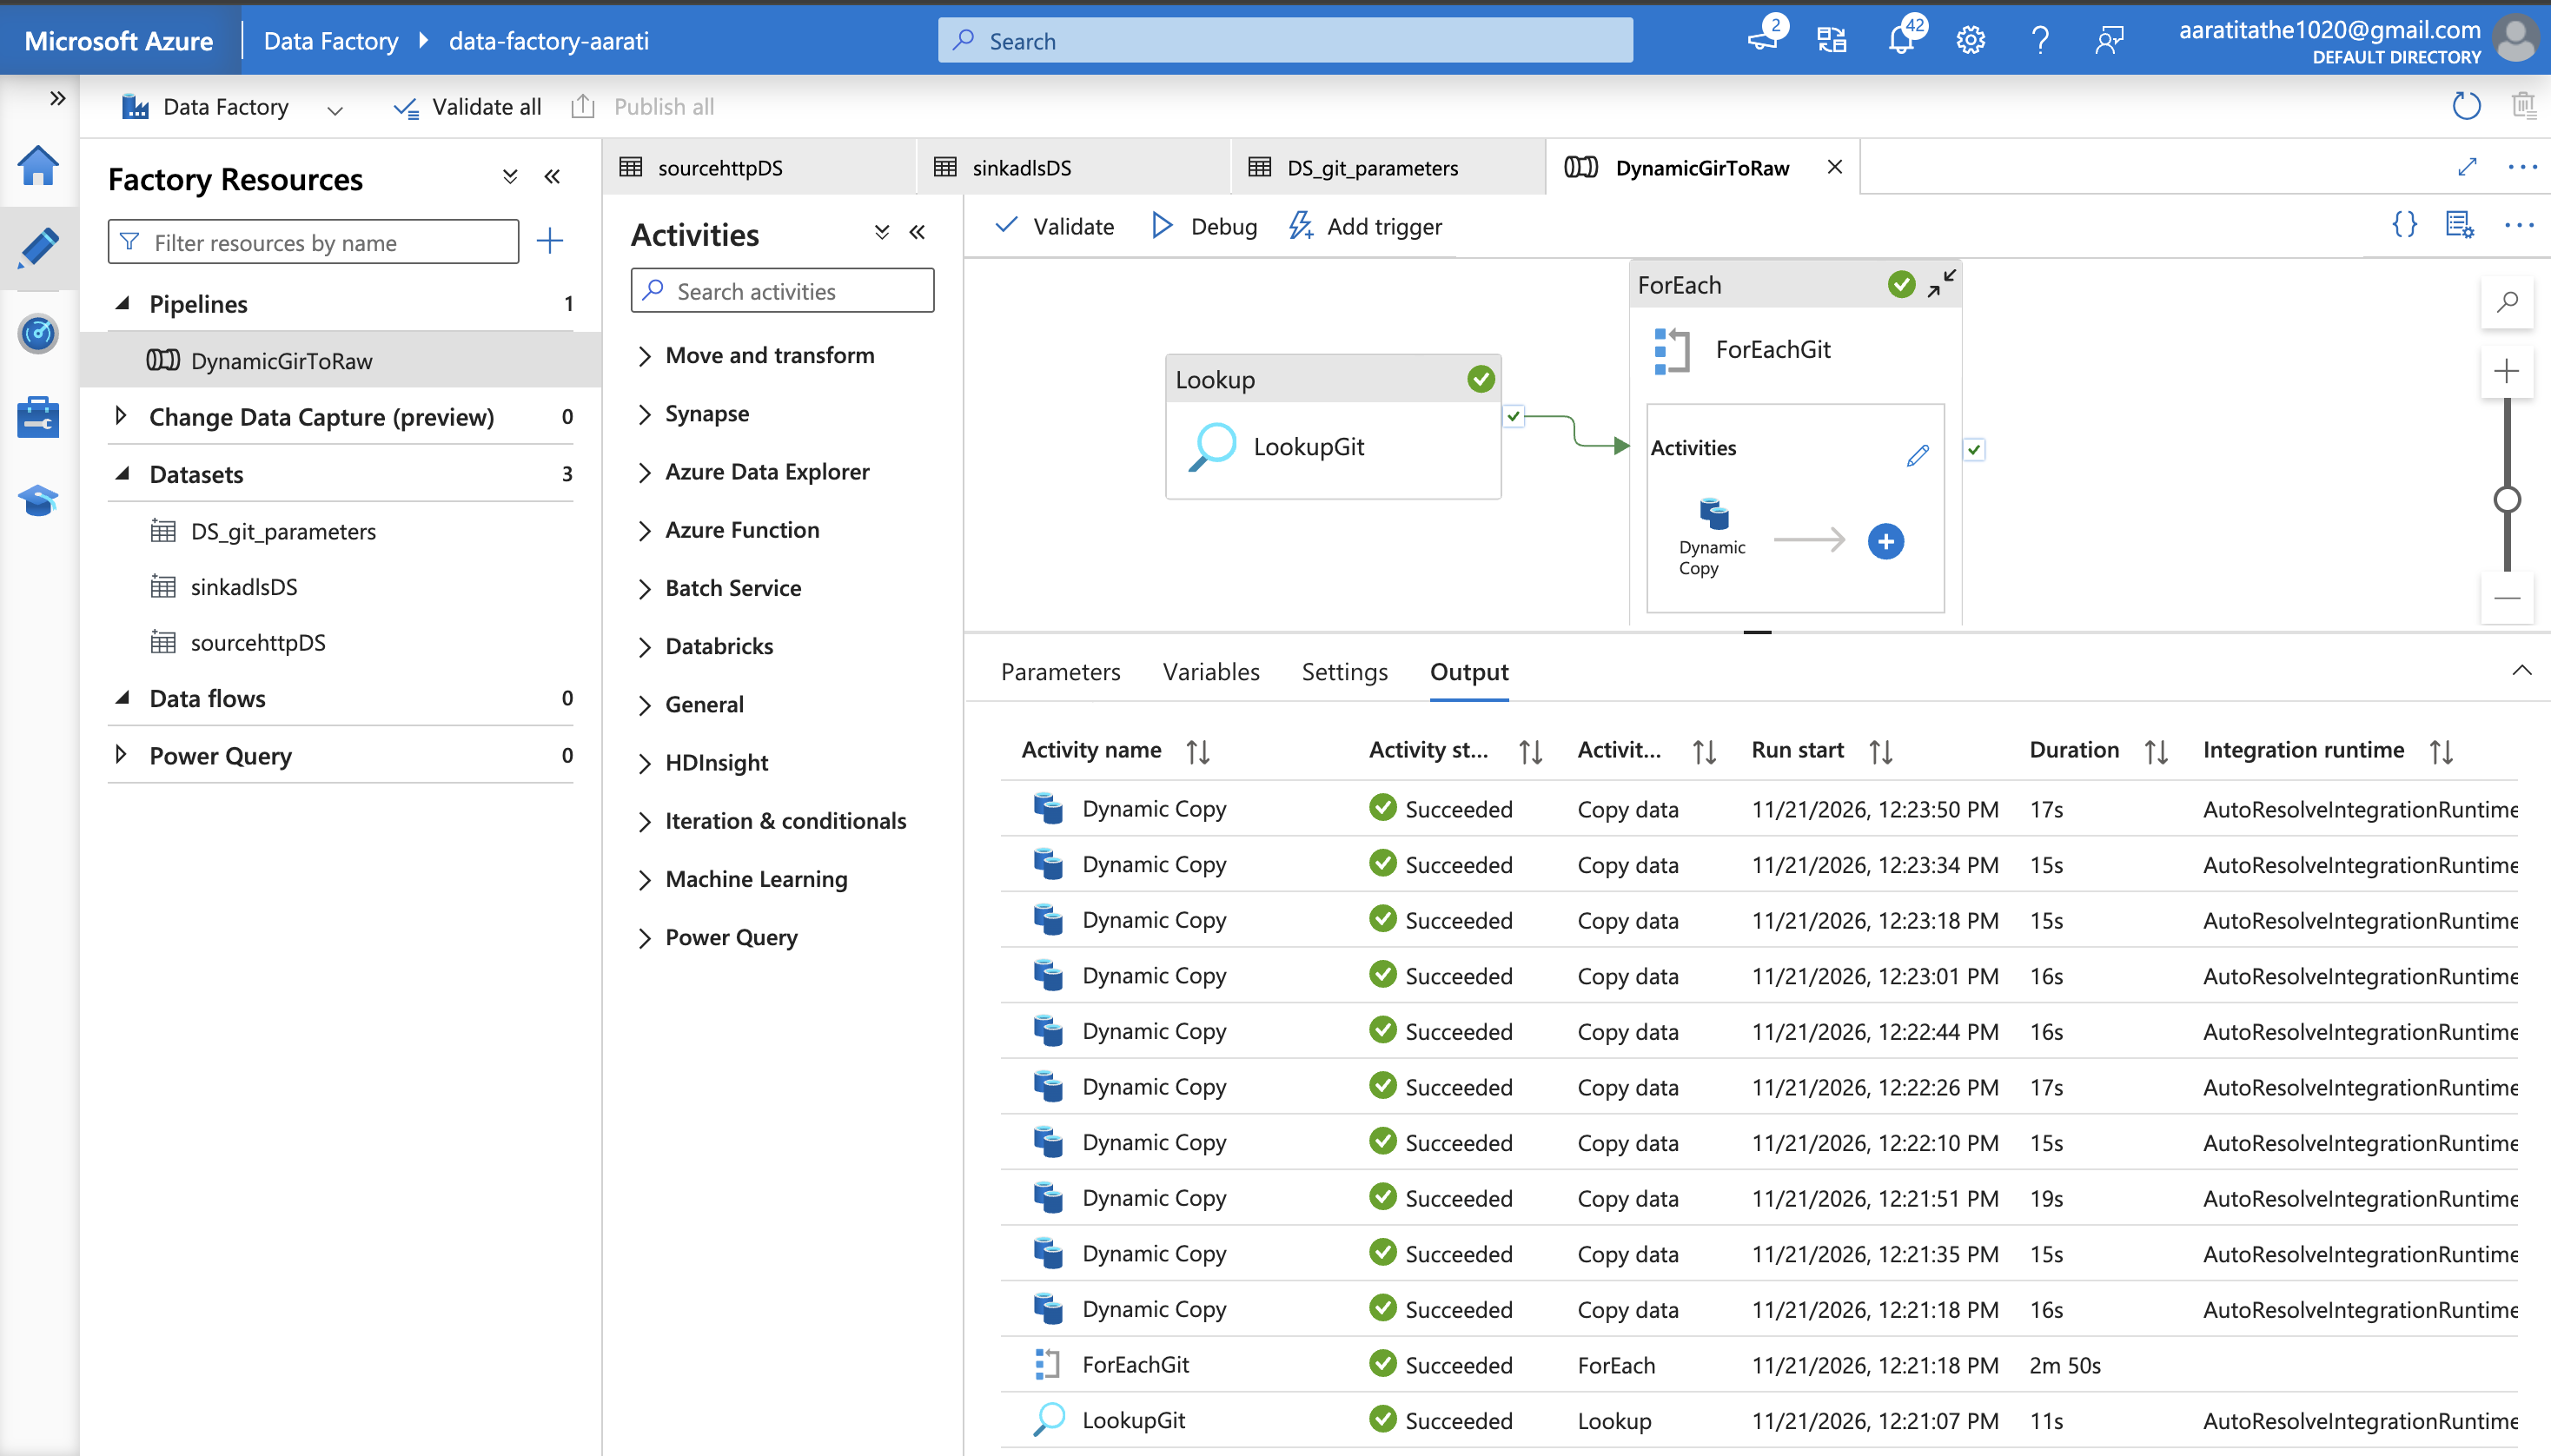 Microsoft Azure
Data Factory
data-factory-aarati
Search
2
42
aaratitathe1020@gmail.com
DEFAULT DIRECTORY
Data Factory
Validate all
Publish all
Factory Resources
Filter resources by name
Pipelines 1
DynamicGirToRaw
Change Data Capture (preview) 0
Datasets 3
DS_git_parameters
sinkadlsDS
sourcehttpDS
Data flows 0
Power Query 0
sourcehttpDS
sinkadlsDS
DS_git_parameters
DynamicGirToRaw
Activities
Search activities
Move and transform
Synapse
Azure Data Explorer
Azure Function
Batch Service
Databricks
General
HDInsight
Iteration & conditionals
Machine Learning
Power Query
Validate
Debug
Add trigger
Lookup
LookupGit
ForEach
ForEachGit
Activities
Dynamic
Copy
Parameters Variables Settings Output
Activity name Activity st... Activit... Run start Duration Integration runtime
Dynamic Copy Succeeded Copy data 11/21/2026, 12:23:50 PM 17s AutoResolveIntegrationRuntime
Dynamic Copy Succeeded Copy data 11/21/2026, 12:23:34 PM 15s AutoResolveIntegrationRuntime
Dynamic Copy Succeeded Copy data 11/21/2026, 12:23:18 PM 15s AutoResolveIntegrationRuntime
Dynamic Copy Succeeded Copy data 11/21/2026, 12:23:01 PM 16s AutoResolveIntegrationRuntime
Dynamic Copy Succeeded Copy data 11/21/2026, 12:22:44 PM 16s AutoResolveIntegrationRuntime
Dynamic Copy Succeeded Copy data 11/21/2026, 12:22:26 PM 17s AutoResolveIntegrationRuntime
Dynamic Copy Succeeded Copy data 11/21/2026, 12:22:10 PM 15s AutoResolveIntegrationRuntime
Dynamic Copy Succeeded Copy data 11/21/2026, 12:21:51 PM 19s AutoResolveIntegrationRuntime
Dynamic Copy Succeeded Copy data 11/21/2026, 12:21:35 PM 15s AutoResolveIntegrationRuntime
Dynamic Copy Succeeded Copy data 11/21/2026, 12:21:18 PM 16s AutoResolveIntegrationRuntime
ForEachGit Succeeded ForEach 11/21/2026, 12:21:18 PM 2m 50s
LookupGit Succeeded Lookup 11/21/2026, 12:21:07 PM 11s AutoResolveIntegrationRuntime